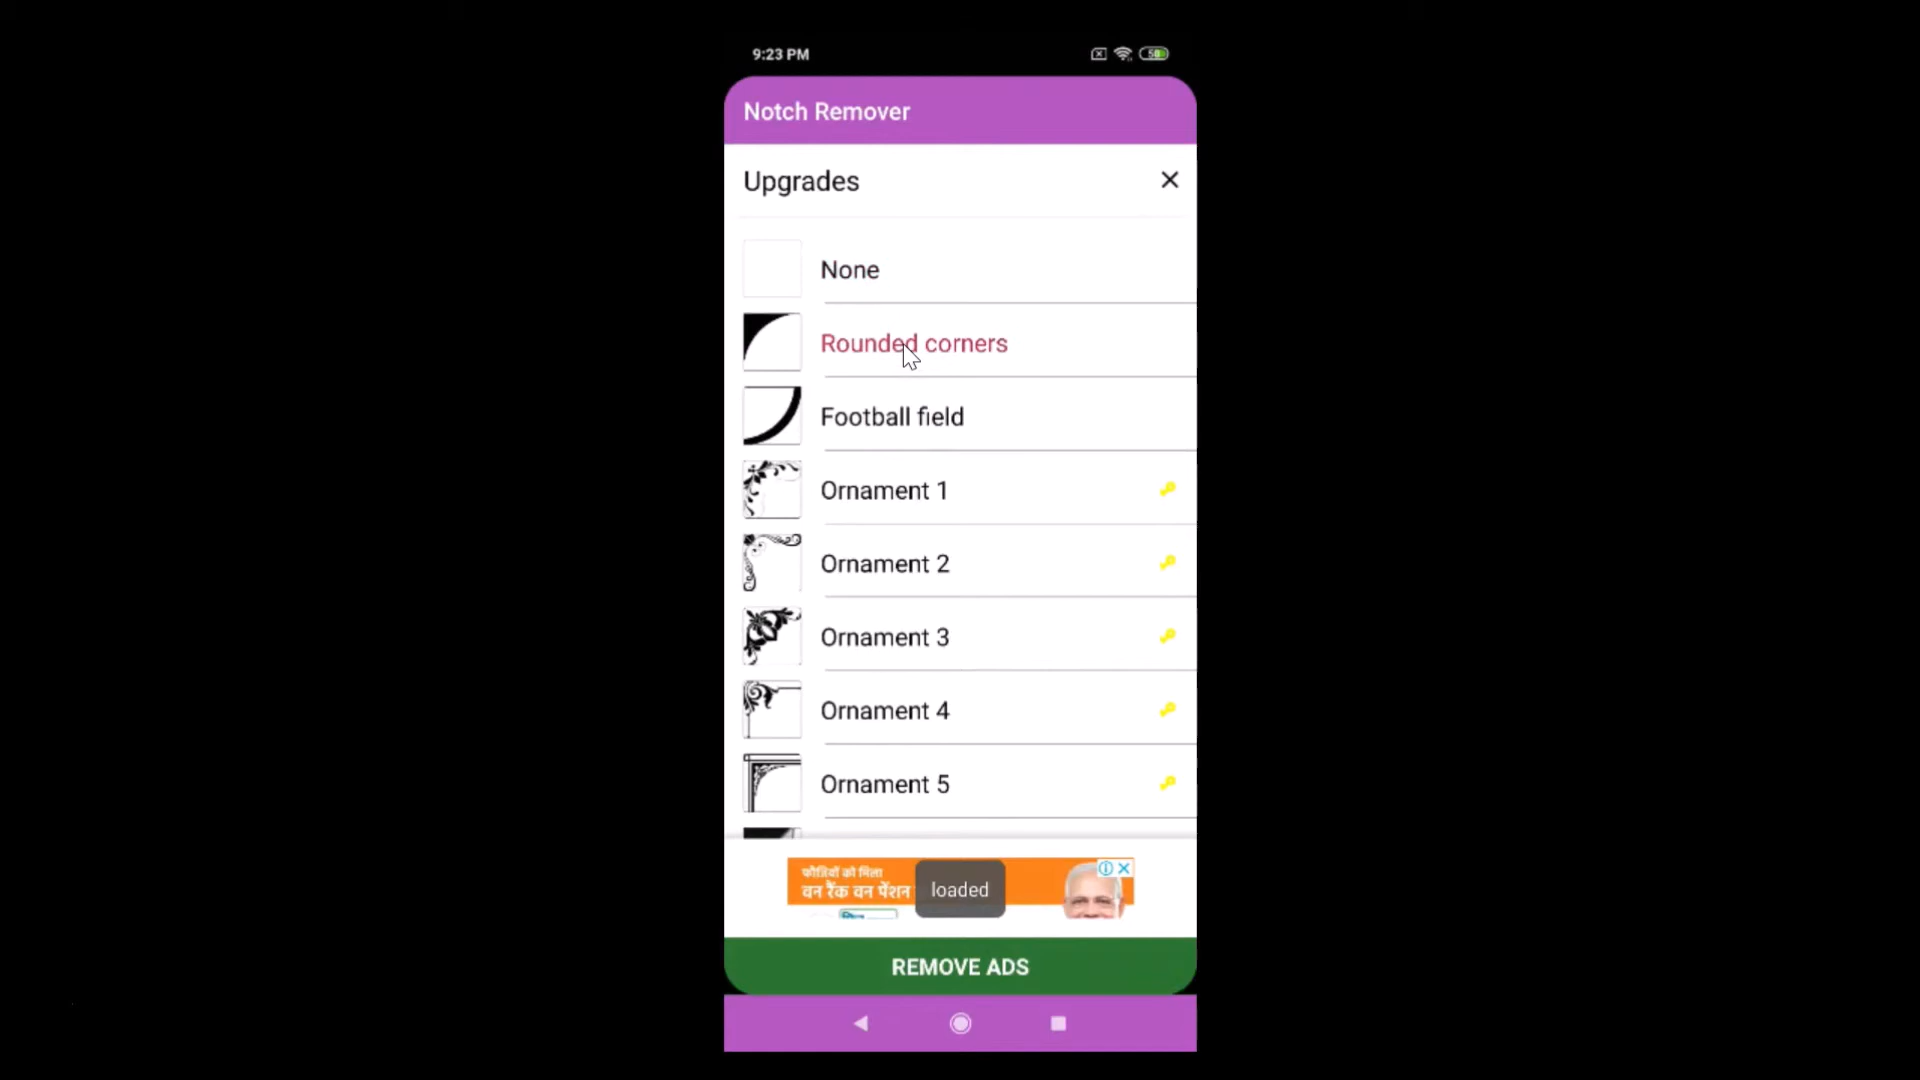 9:23 PM
58
Notch Remover
Upgrades
None
Rounded corners
Football field
Ornament 1
Ornament 2
Ornament 3
Ornament 4
Ornament 5
फौजियों को मिला
वन रैंक वन पेंशन
loaded
REMOVE ADS